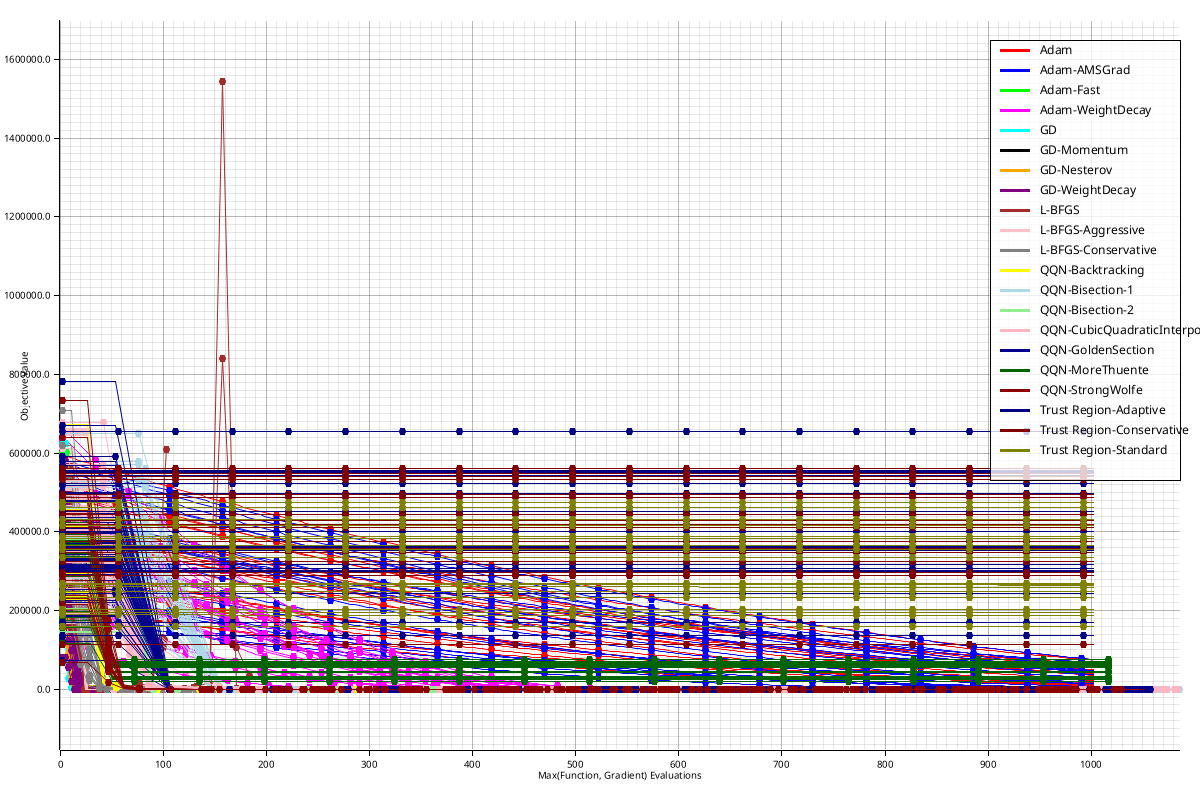 1600000.0
1400000.0
1200000.0
1000000.0
800000.0
600000.0
400000.0
200000.0
0.0
Objective Value
0 100 200 300 400 500 600 700 800 900 1000
Max(Function, Gradient) Evaluations
Adam
Adam-AMSGrad
Adam-Fast
Adam-WeightDecay
GD
GD-Momentum
GD-Nesterov
GD-WeightDecay
L-BFGS
L-BFGS-Aggressive
L-BFGS-Conservative
QQN-Backtracking
QQN-Bisection-1
QQN-Bisection-2
QQN-CubicQuadraticInterpo
QQN-GoldenSection
QQN-MoreThuente
QQN-StrongWolfe
Trust Region-Adaptive
Trust Region-Conservative
Trust Region-Standard